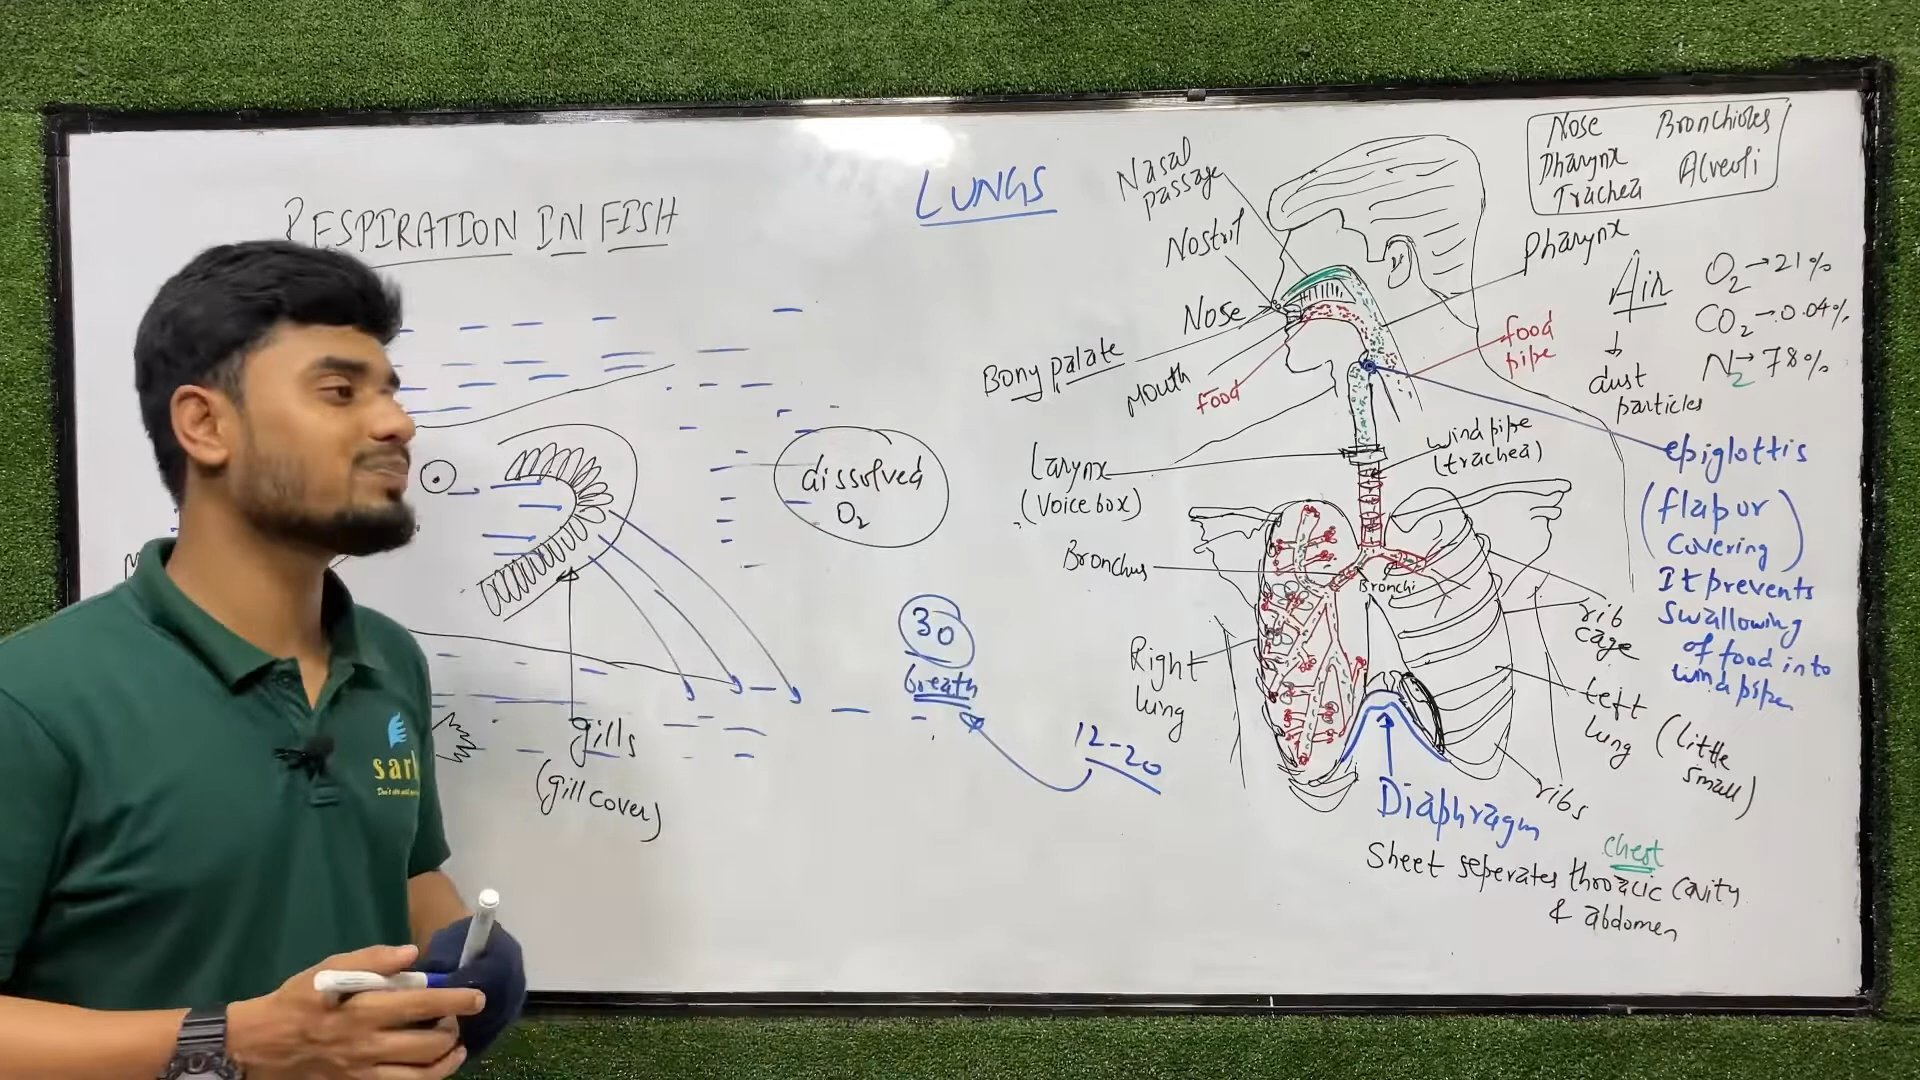 RESPIRATION IN FISH
dissolved
O2
gills
(gill cover)
30
breath
12-20
sar
LUNGS
Nasal
passage
Nostril
Nose
Bony palate
Mouth
food
Larynx
(Voice box)
Bronchus
Right
lung
Nose Bronchioles
Pharynx Alveoli
Trachea
Pharynx
food
pipe
Wind pipe
(trachea)
Bronchi
Air
dust
particles
O2 → 21%
CO2 → 0.04%
N2 → 78%
epiglottis
(flap or
covering)
It prevents
swallowing
of food into
wind pipe
rib
cage
Left
lung (little
small)
ribs
Diaphragm
chest
Sheet seperates thoracic cavity
& abdomen